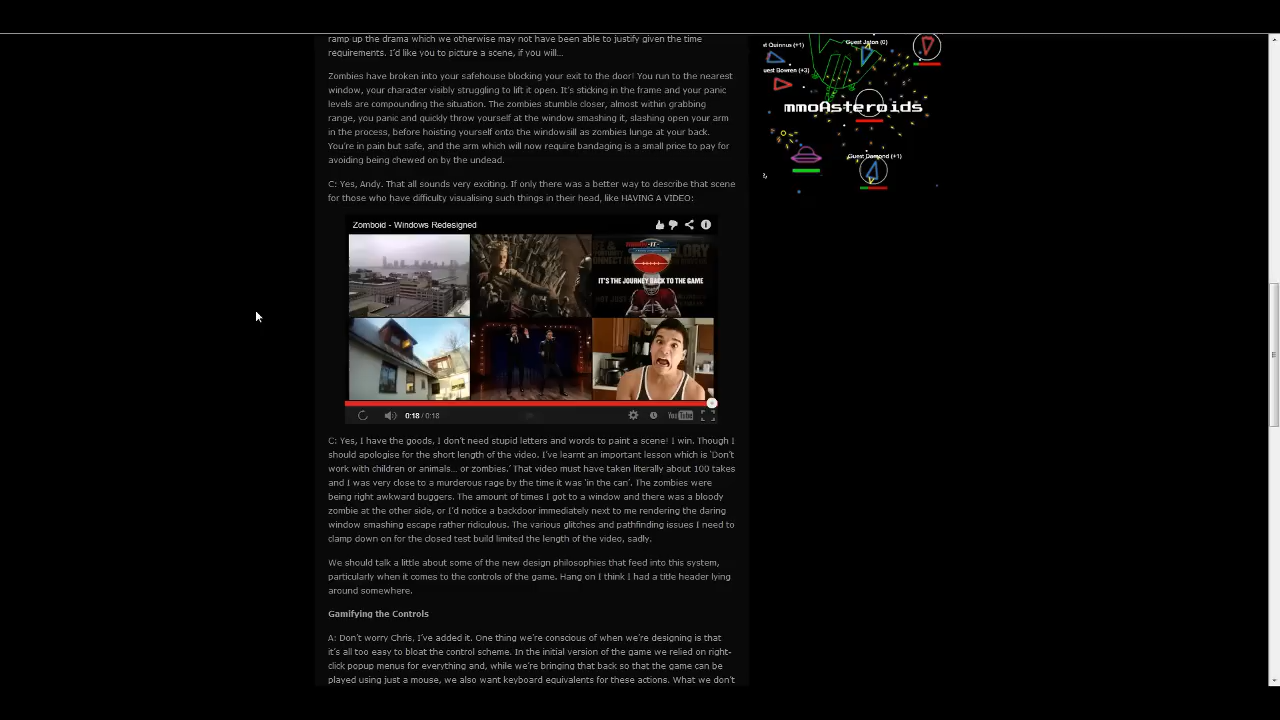 ramp up the drama which we otherwise may not have been able to justify given the time
requirements. I'd like you to picture a scene, if you will…
Zombies have broken into your safehouse blocking your exit to the door! You run to the nearest
window, your character visibly struggling to lift it open. It's sticking in the frame and your panic
levels are compounding the situation. The zombies stumble closer, almost within grabbing
range, you panic and quickly throw yourself at the window smashing it, slashing open your arm
in the process, before hoisting yourself onto the windowsill as zombies lunge at your back.
You're in pain but safe, and the arm which will now require bandaging is a small price to pay for
avoiding being chewed on by the undead.
C: Yes, Andy. That all sounds very exciting. If only there was a better way to describe that scene
for those who have difficulty visualising such things in their head, like HAVING A VIDEO:
Zomboid - Windows Redesigned
IT'S THE JOURNEY BACK TO THE GAME
0:18 / 0:18
YouTube
C: Yes, I have the goods, I don't need stupid letters and words to paint a scene! I win. Though I
should apologise for the short length of the video. I've learnt an important lesson which is 'Don't
work with children or animals… or zombies.' That video must have taken literally about 100 takes
and I was very close to a murderous rage by the time it was 'in the can'. The zombies were
being right awkward buggers. The amount of times I got to a window and there was a bloody
zombie at the other side, or I'd notice a backdoor immediately next to me rendering the daring
window smashing escape rather ridiculous. The various glitches and pathfinding issues I need to
clamp down on for the closed test build limited the length of the video, sadly.
We should talk a little about some of the new design philosophies that feed into this system,
particularly when it comes to the controls of the game. Hang on I think I had a title header lying
around somewhere.
Gamifying the Controls
A: Don't worry Chris, I've added it. One thing we're conscious of when we're designing is that
it's all too easy to bloat the control scheme. In the initial version of the game we relied on right-
click popup menus for everything and, while we're bringing that back so that the game can be
played using just a mouse, we also want keyboard equivalents for these actions. What we don't
st Quinnus (+1)
Guest Jaton (0)
uest Bowren (+3)
mmoAsteroids
Guest Damond (+1)